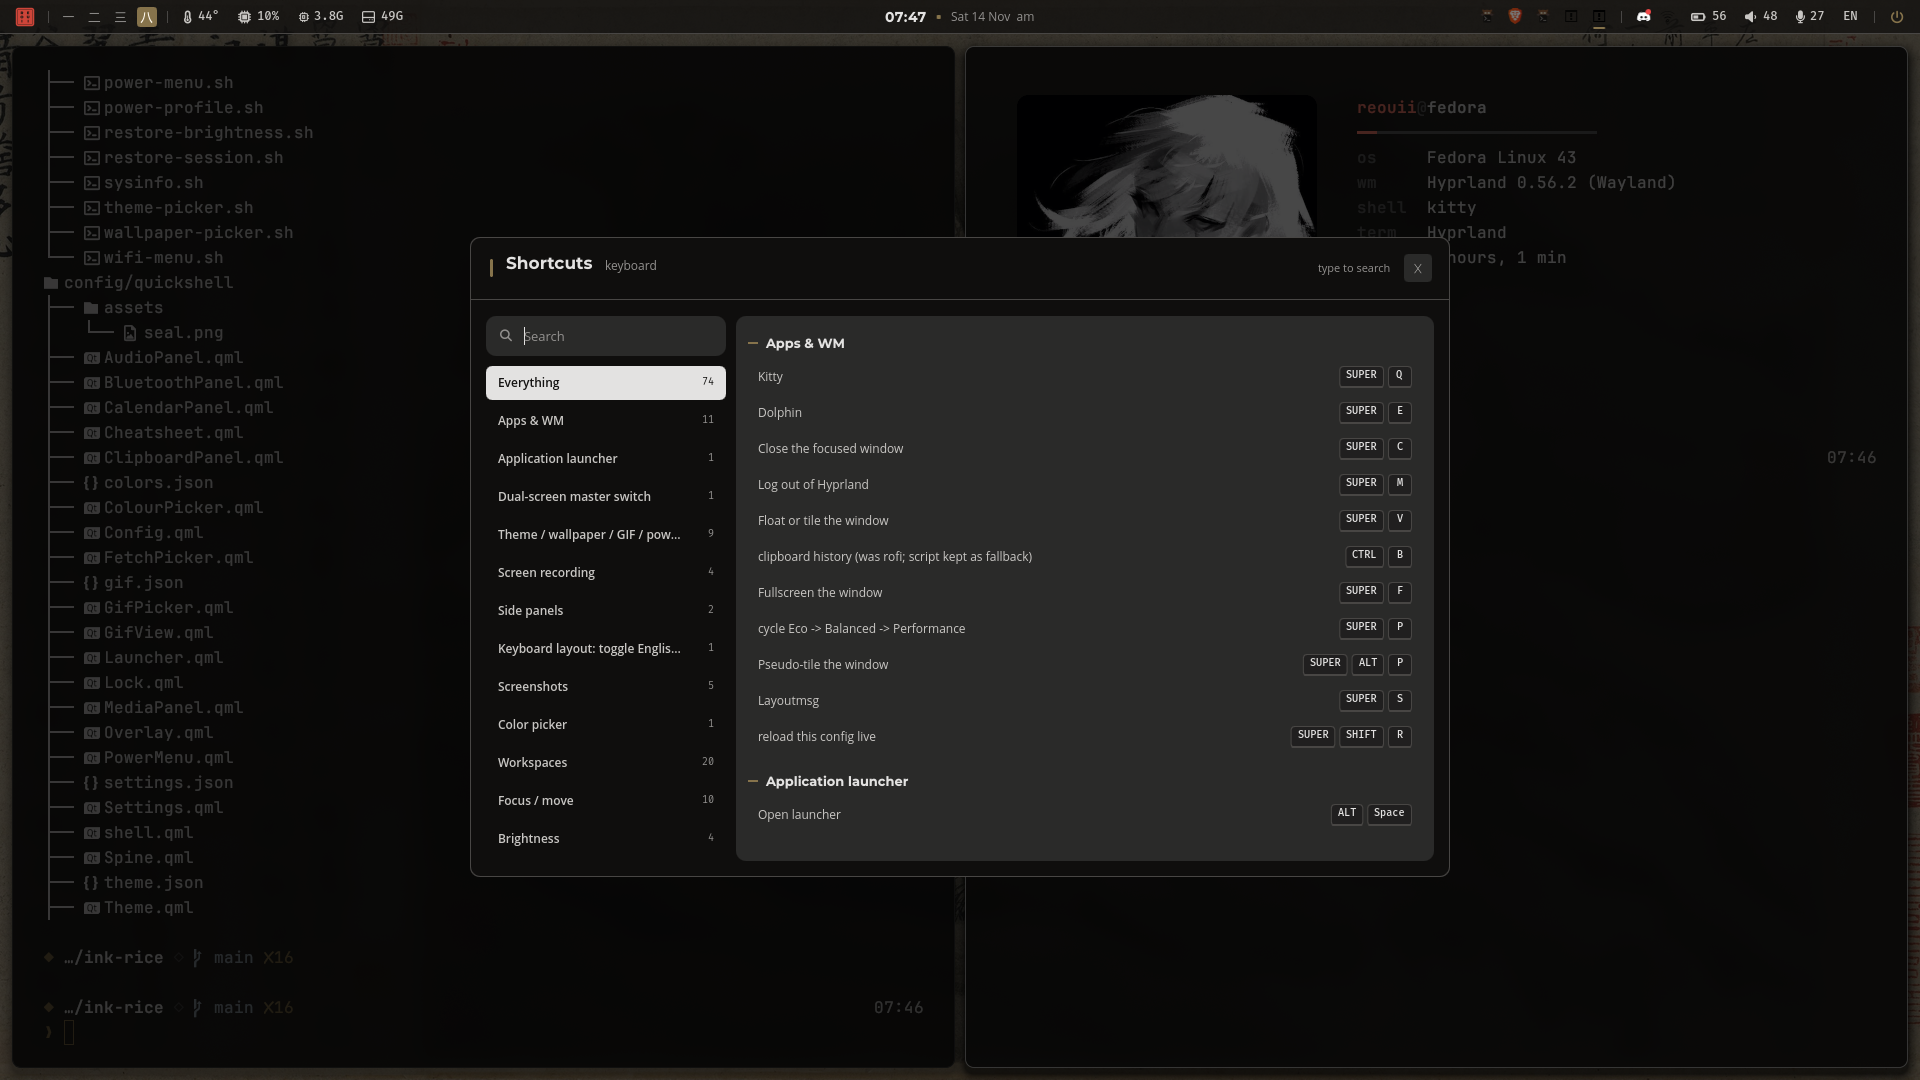 一 二 三 八 44° 10% 3.8G 49G
07:47 Sat 14 Nov am
56 48 27 EN
power-menu.sh
power-profile.sh
restore-brightness.sh
restore-session.sh
sysinfo.sh
theme-picker.sh
wallpaper-picker.sh
wifi-menu.sh
config/quickshell
assets
seal.png
AudioPanel.qml
BluetoothPanel.qml
CalendarPanel.qml
Cheatsheet.qml
ClipboardPanel.qml
colors.json
ColourPicker.qml
Config.qml
FetchPicker.qml
gif.json
GifPicker.qml
GifView.qml
Launcher.qml
Lock.qml
MediaPanel.qml
Overlay.qml
PowerMenu.qml
settings.json
Settings.qml
shell.qml
Spine.qml
theme.json
Theme.qml
…/ink-rice main X16
…/ink-rice main X16 07:46
reouii@fedora
os Fedora Linux 43
wm Hyprland 0.56.2 (Wayland)
shell kitty
term Hyprland
hours, 1 min
07:46
Shortcuts keyboard
type to search X
Search
Everything 74
Apps & WM 11
Application launcher 1
Dual-screen master switch 1
Theme / wallpaper / GIF / pow... 9
Screen recording 4
Side panels 2
Keyboard layout: toggle Englis... 1
Screenshots 5
Color picker 1
Workspaces 20
Focus / move 10
Brightness 4
Apps & WM
Kitty SUPER Q
Dolphin SUPER E
Close the focused window SUPER C
Log out of Hyprland SUPER M
Float or tile the window SUPER V
clipboard history (was rofi; script kept as fallback) CTRL B
Fullscreen the window SUPER F
cycle Eco -> Balanced -> Performance SUPER P
Pseudo-tile the window SUPER ALT P
Layoutmsg SUPER S
reload this config live SUPER SHIFT R
Application launcher
Open launcher ALT Space